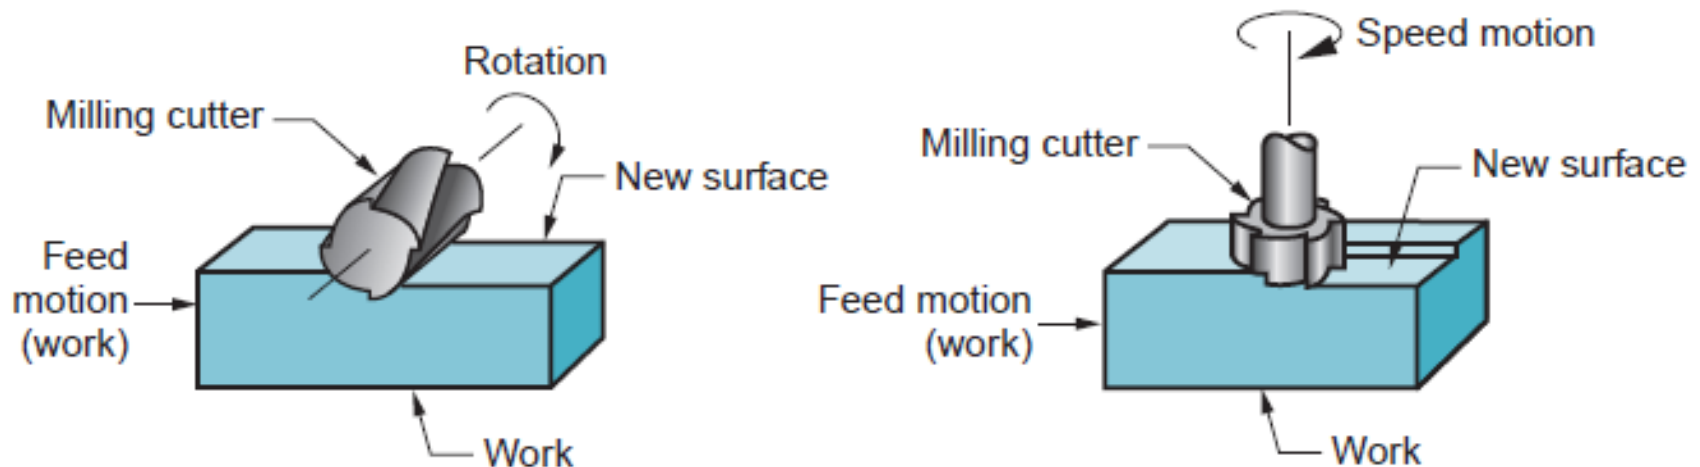 Rotation
Milling cutter
New surface
Feed
motion
(work)
Work
Speed motion
Milling cutter
New surface
Feed motion
(work)
Work